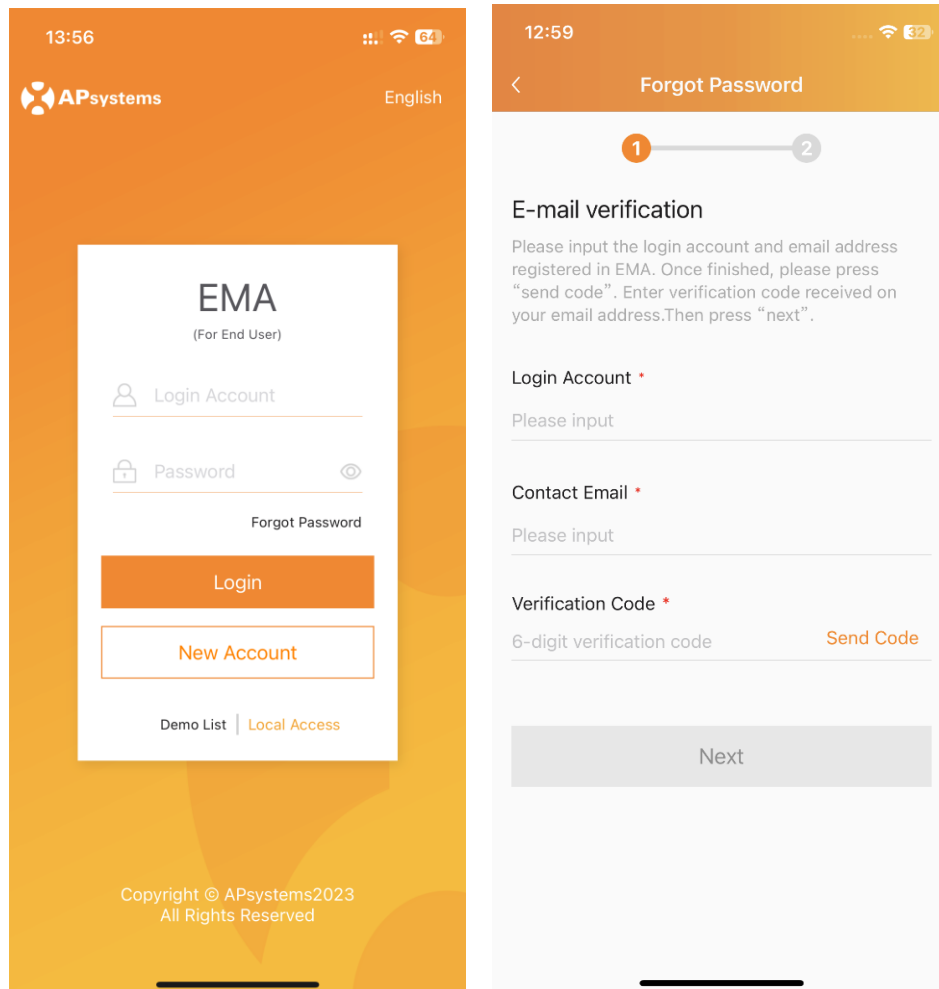 13:56
64
APsystems
English
EMA
(For End User)
Login Account
Password
Forgot Password
Login
New Account
Demo List
Local Access
Copyright © APsystems2023
All Rights Reserved
12:59
32
Forgot Password
1
2
E-mail verification
Please input the login account and email address
registered in EMA. Once finished, please press
“send code”. Enter verification code received on
your email address.Then press “next”.
Login Account *
Please input
Contact Email *
Please input
Verification Code *
6-digit verification code
Send Code
Next